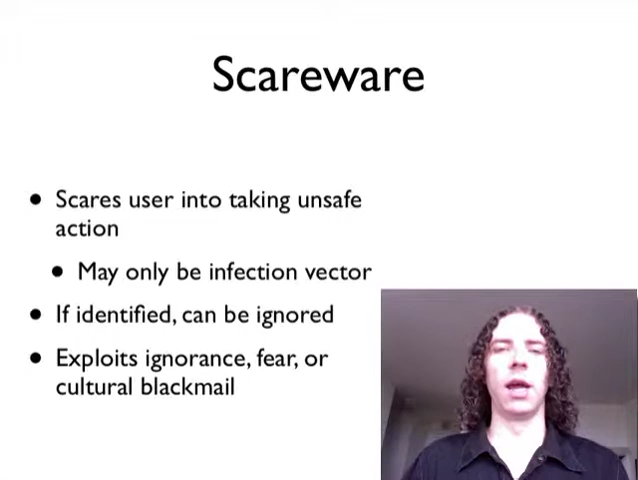 Scareware
• Scares user into taking unsafe
action
• May only be infection vector
• If identified, can be ignored
• Exploits ignorance, fear, or
cultural blackmail